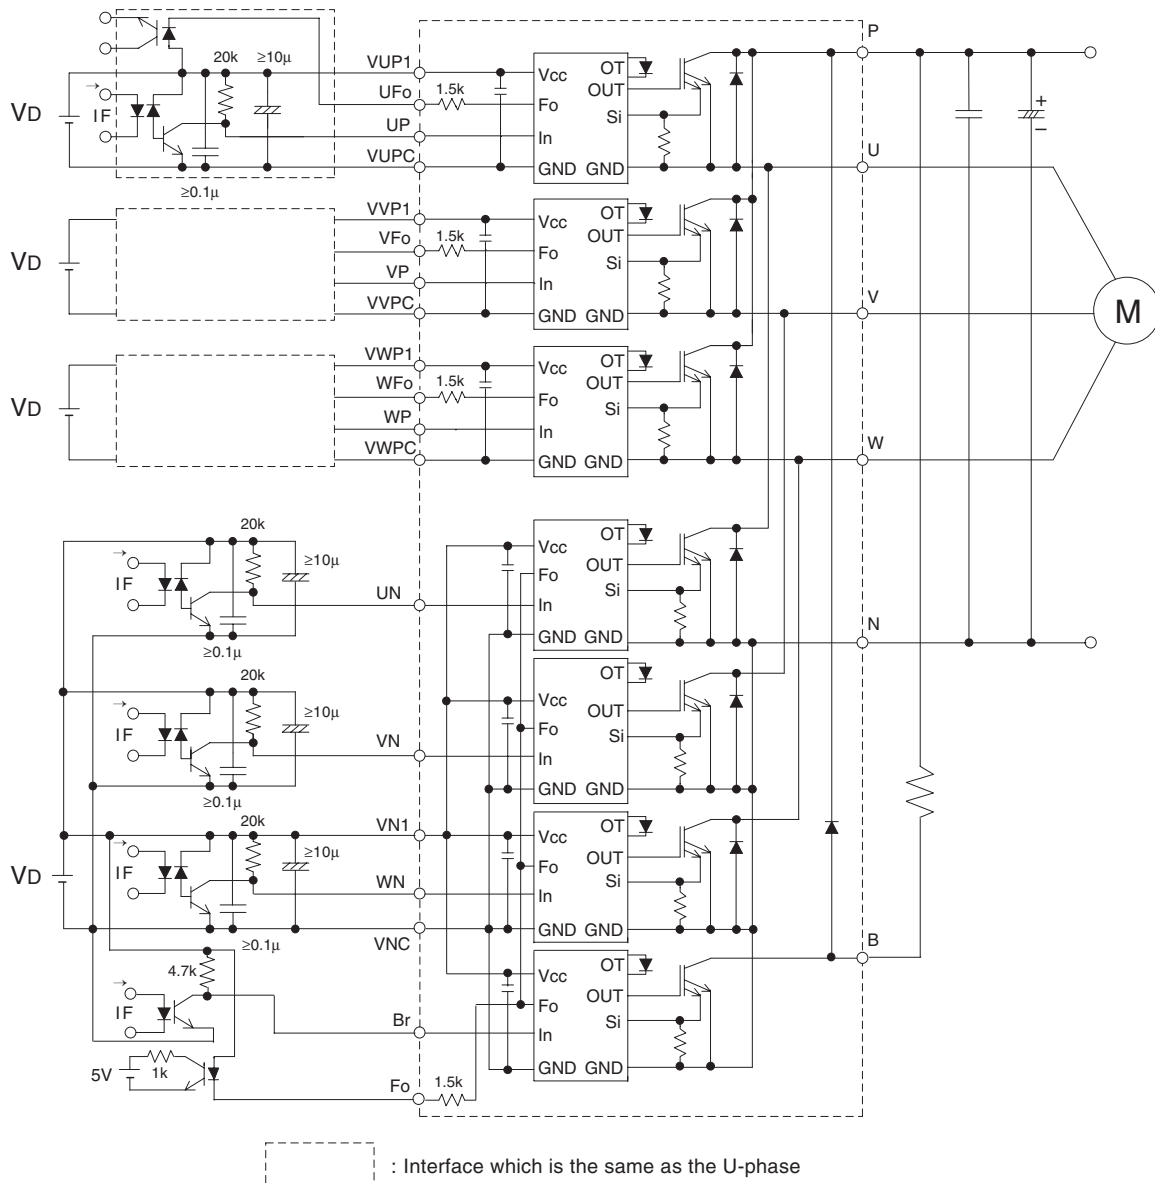 P
20k ≥10µ
VUP1
OT
Vcc
UFo 1.5k
OUT
Fo
VD
IF
UP
Si
In
VUPC
GND GND
U
≥0.1µ
+
–
VVP1
OT
Vcc
VFo 1.5k
OUT
Fo
VD
Si
VP
In
VVPC
GND GND
V
M
VWP1
OT
Vcc
WFo 1.5k
OUT
Fo
VD
Si
WP
In
VWPC
GND GND
W
20k
OT
Vcc
≥10µ
OUT
Fo
IF
UN
Si
In
GND GND
N
≥0.1µ
20k
OT
Vcc
≥10µ
OUT
Fo
IF
VN
Si
In
GND GND
≥0.1µ
20k
VN1
OT
Vcc
≥10µ
OUT
Fo
VD
IF
WN
Si
In
VNC
GND GND
≥0.1µ
B
4.7k
OT
Vcc
OUT
Fo
IF
Br
Si
In
GND GND
5V 1k
Fo 1.5k
: Interface which is the same as the U-phase